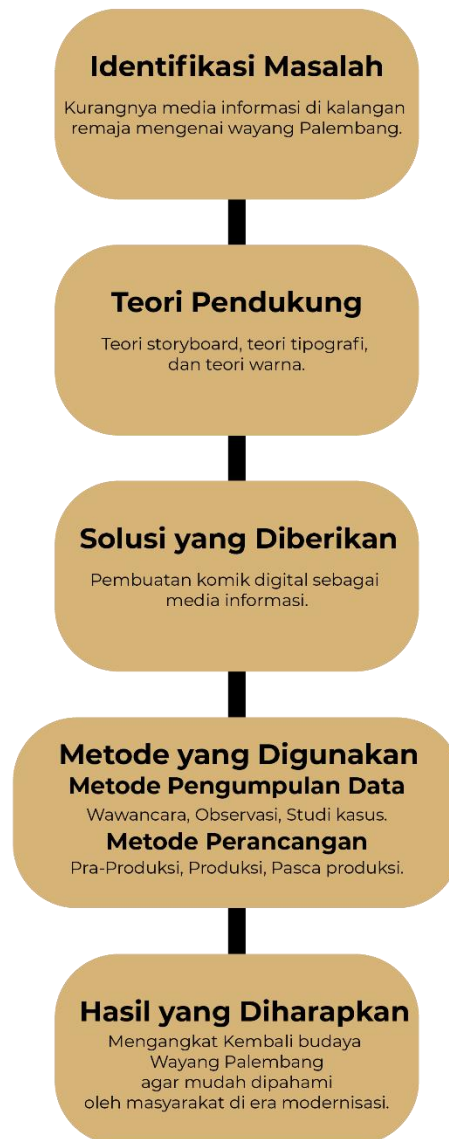 Identifikasi Masalah
Kurangnya media informasi di kalangan
remaja mengenai wayang Palembang.
Teori Pendukung
Teori storyboard, teori tipografi,
dan teori warna.
Solusi yang Diberikan
Pembuatan komik digital sebagai
media informasi.
Metode yang Digunakan
Metode Pengumpulan Data
Wawancara, Observasi, Studi kasus.
Metode Perancangan
Pra-Produksi, Produksi, Pasca produksi.
Hasil yang Diharapkan
Mengangkat Kembali budaya
Wayang Palembang
agar mudah dipahami
oleh masyarakat di era modernisasi.